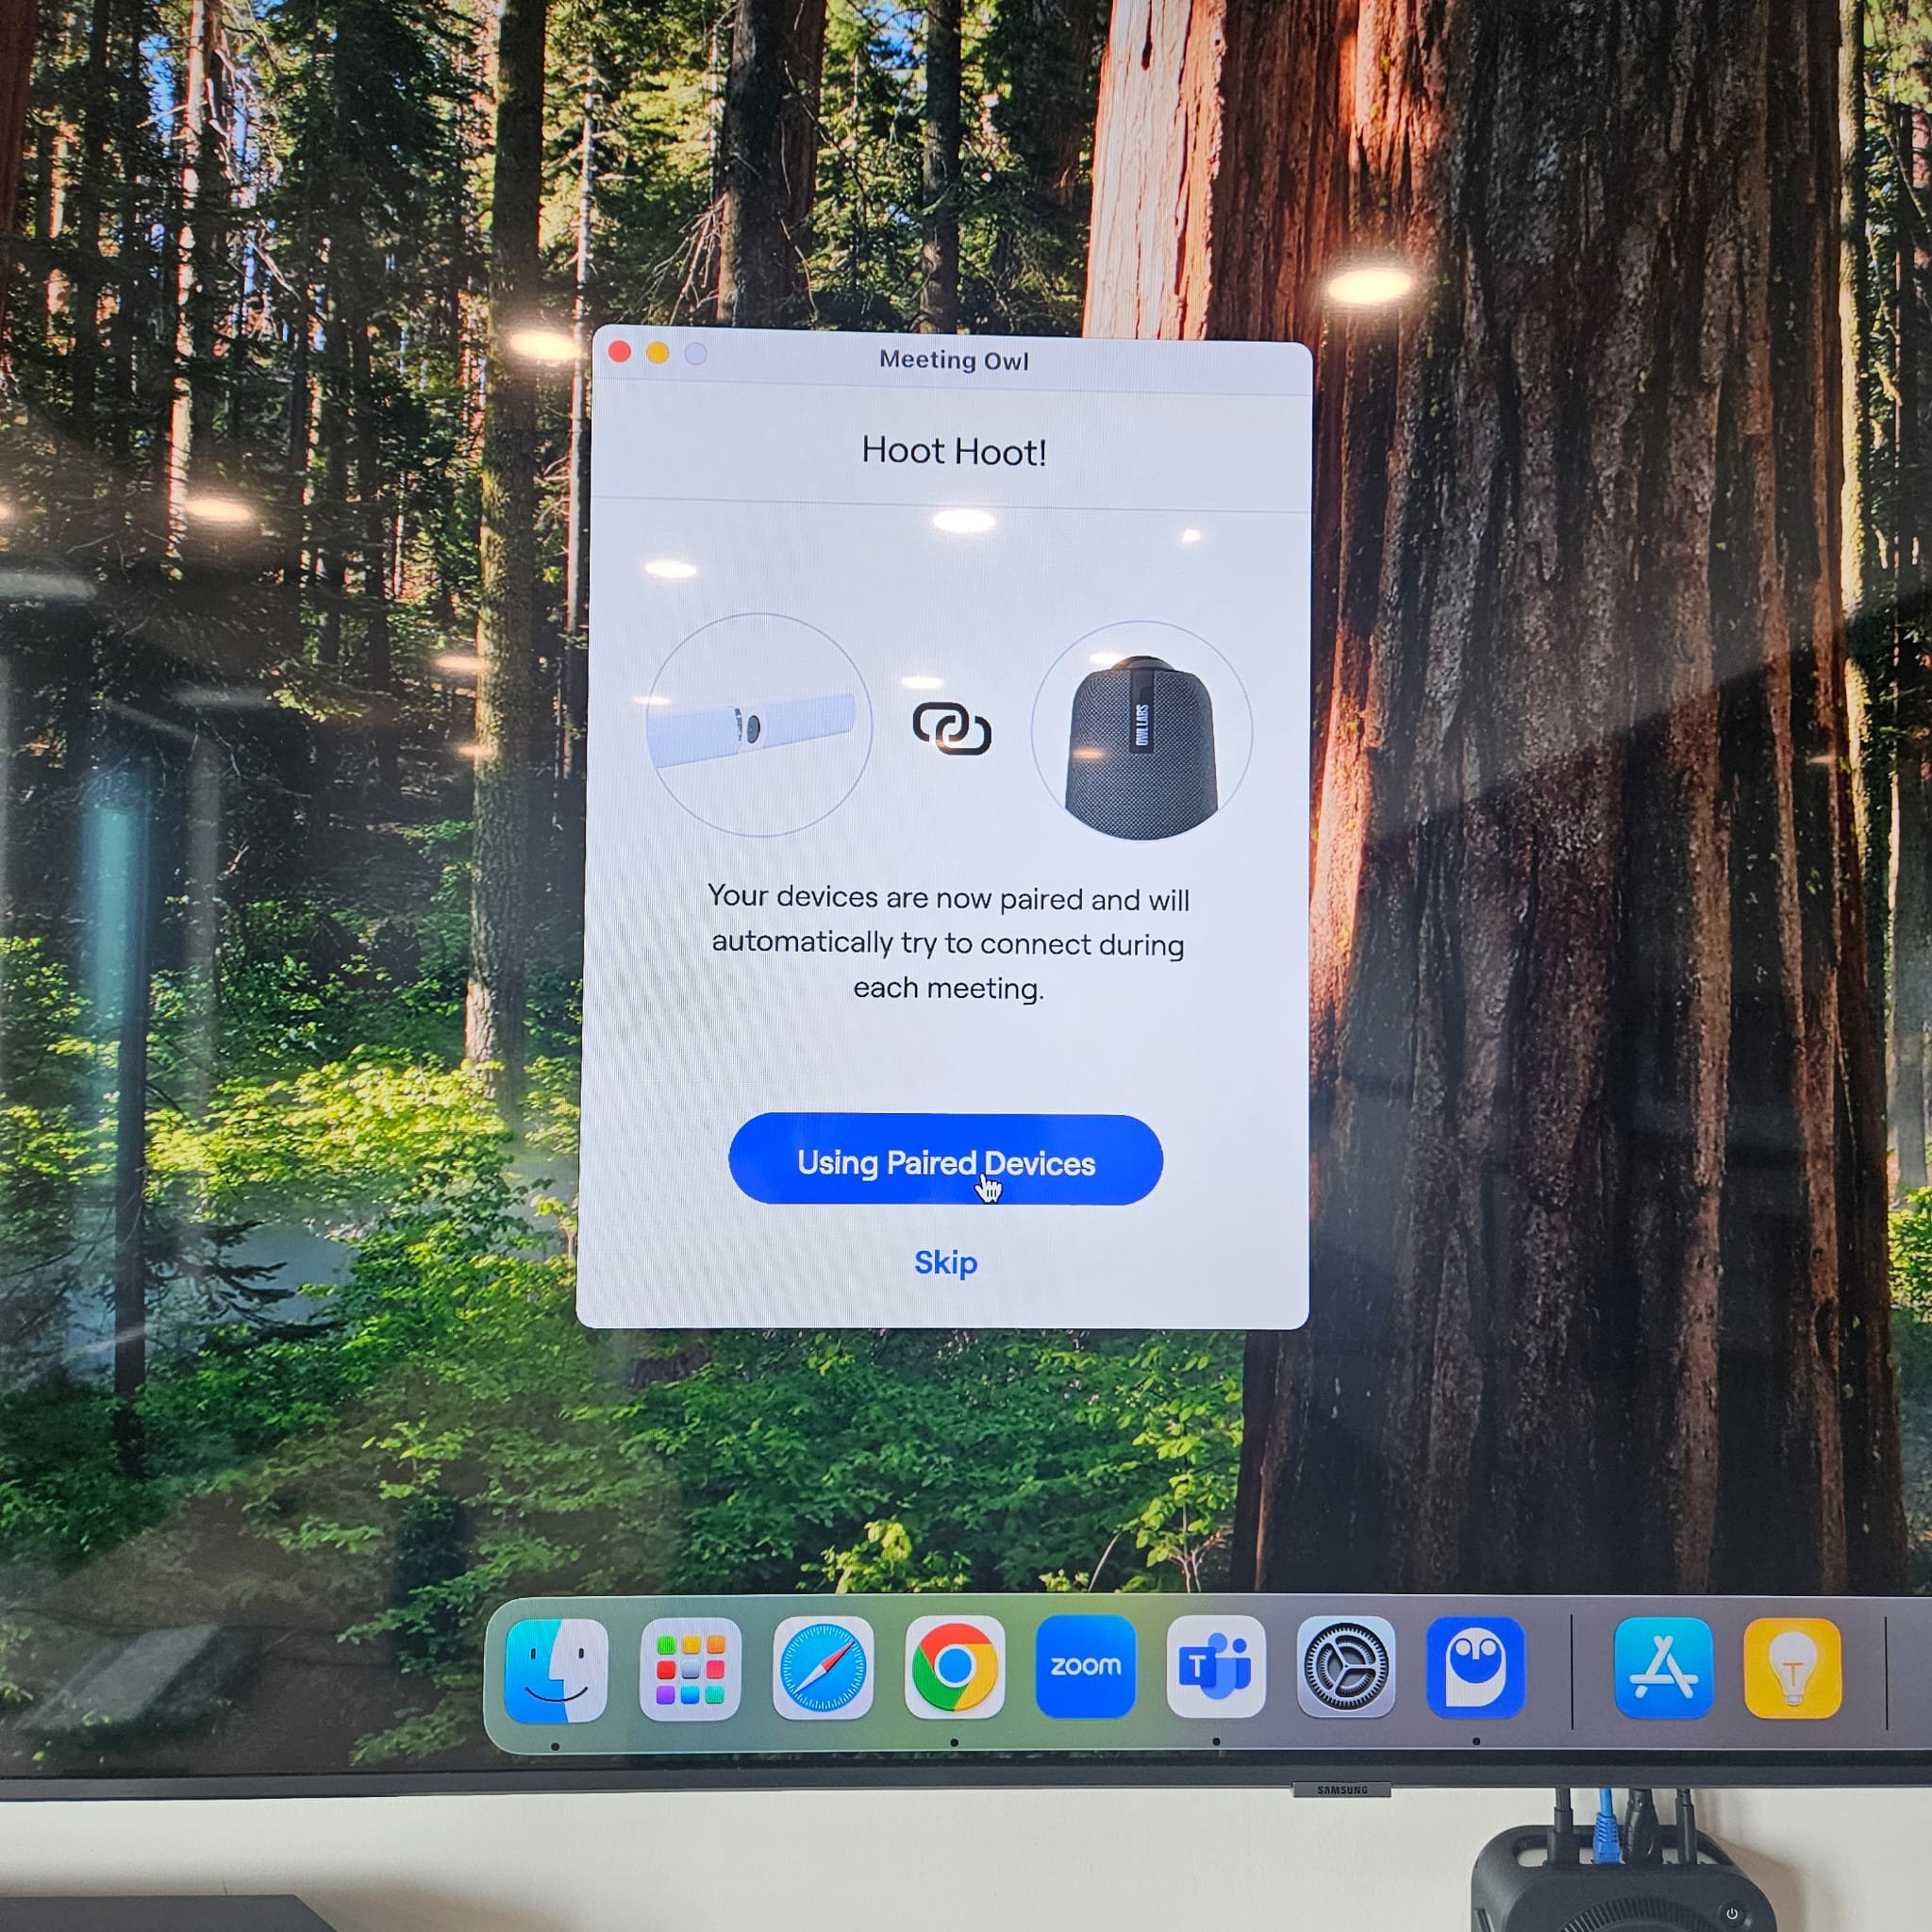 Meeting Owl
Hoot Hoot!
OWL LABS
Your devices are now paired and will
automatically try to connect during
each meeting.
Using Paired Devices
Skip
zoom
T
SAMSUNG